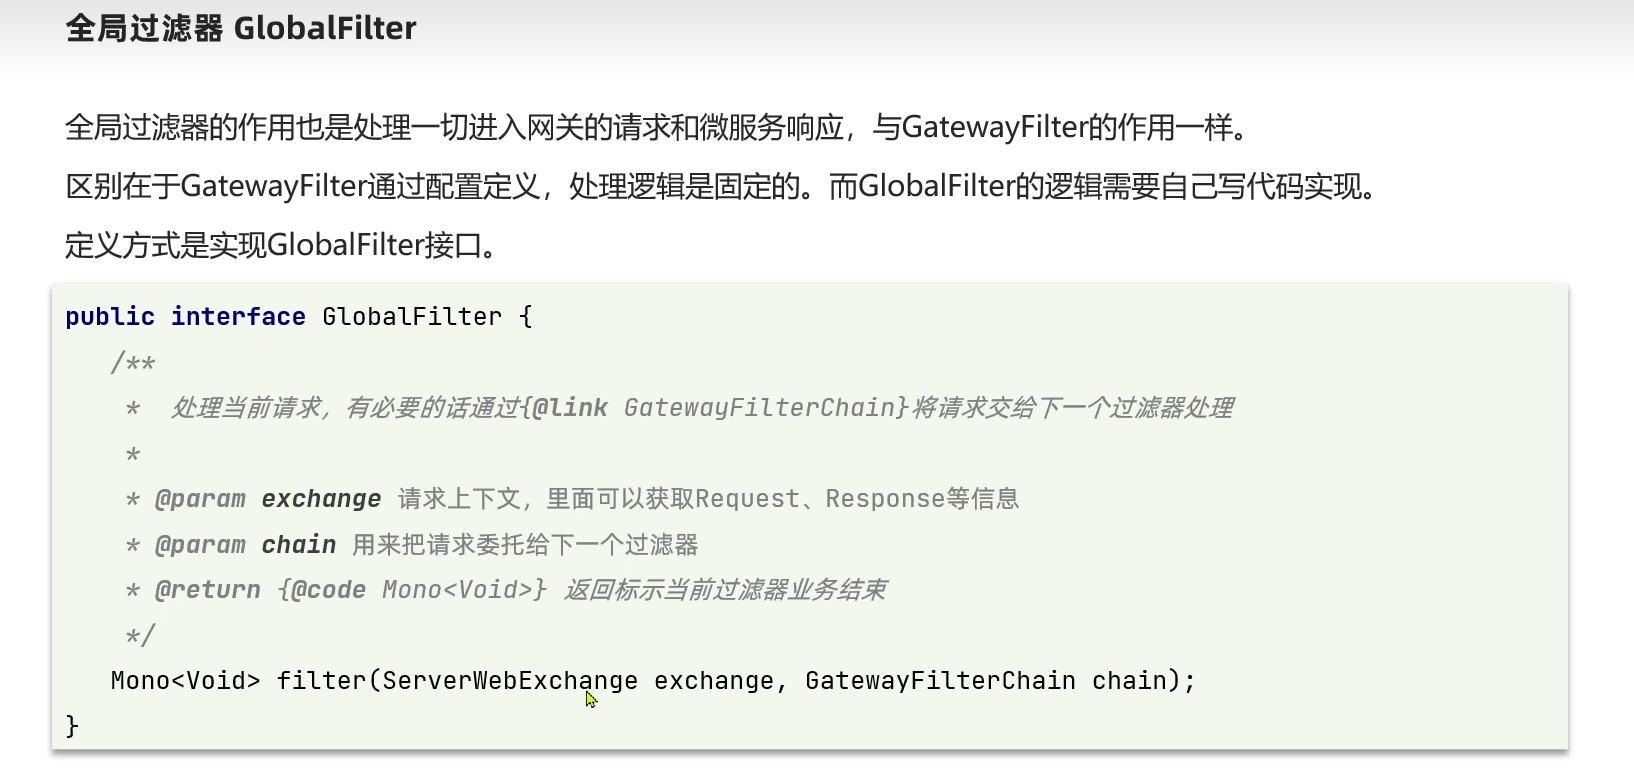 全局过滤器 GlobalFilter
全局过滤器的作用也是处理一切进入网关的请求和微服务响应，与GatewayFilter的作用一样。
区别在于GatewayFilter通过配置定义，处理逻辑是固定的。而GlobalFilter的逻辑需要自己写代码实现。
定义方式是实现GlobalFilter接口。
public interface GlobalFilter {
/**
*  处理当前请求，有必要的话通过{@link GatewayFilterChain}将请求交给下一个过滤器处理
*
* @param exchange 请求上下文，里面可以获取Request、Response等信息
* @param chain 用来把请求委托给下一个过滤器
* @return {@code Mono<Void>} 返回标示当前过滤器业务结束
*/
Mono<Void> filter(ServerWebExchange exchange, GatewayFilterChain chain);
}